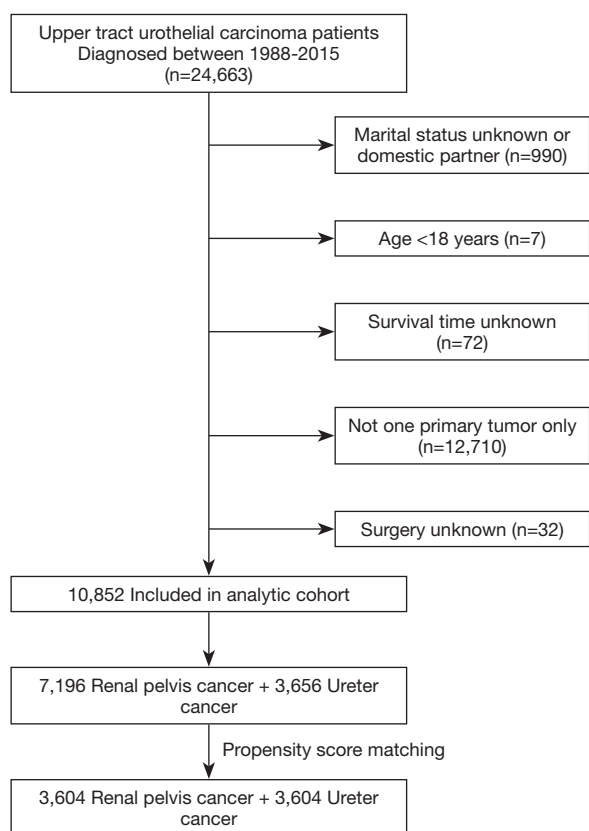 Upper tract urothelial carcinoma patients
Diagnosed between 1988-2015
(n=24,663)
Marital status unknown or
domestic partner (n=990)
Age <18 years (n=7)
Survival time unknown
(n=72)
Not one primary tumor only
(n=12,710)
Surgery unknown (n=32)
10,852 Included in analytic cohort
7,196 Renal pelvis cancer + 3,656 Ureter
cancer
Propensity score matching
3,604 Renal pelvis cancer + 3,604 Ureter
cancer